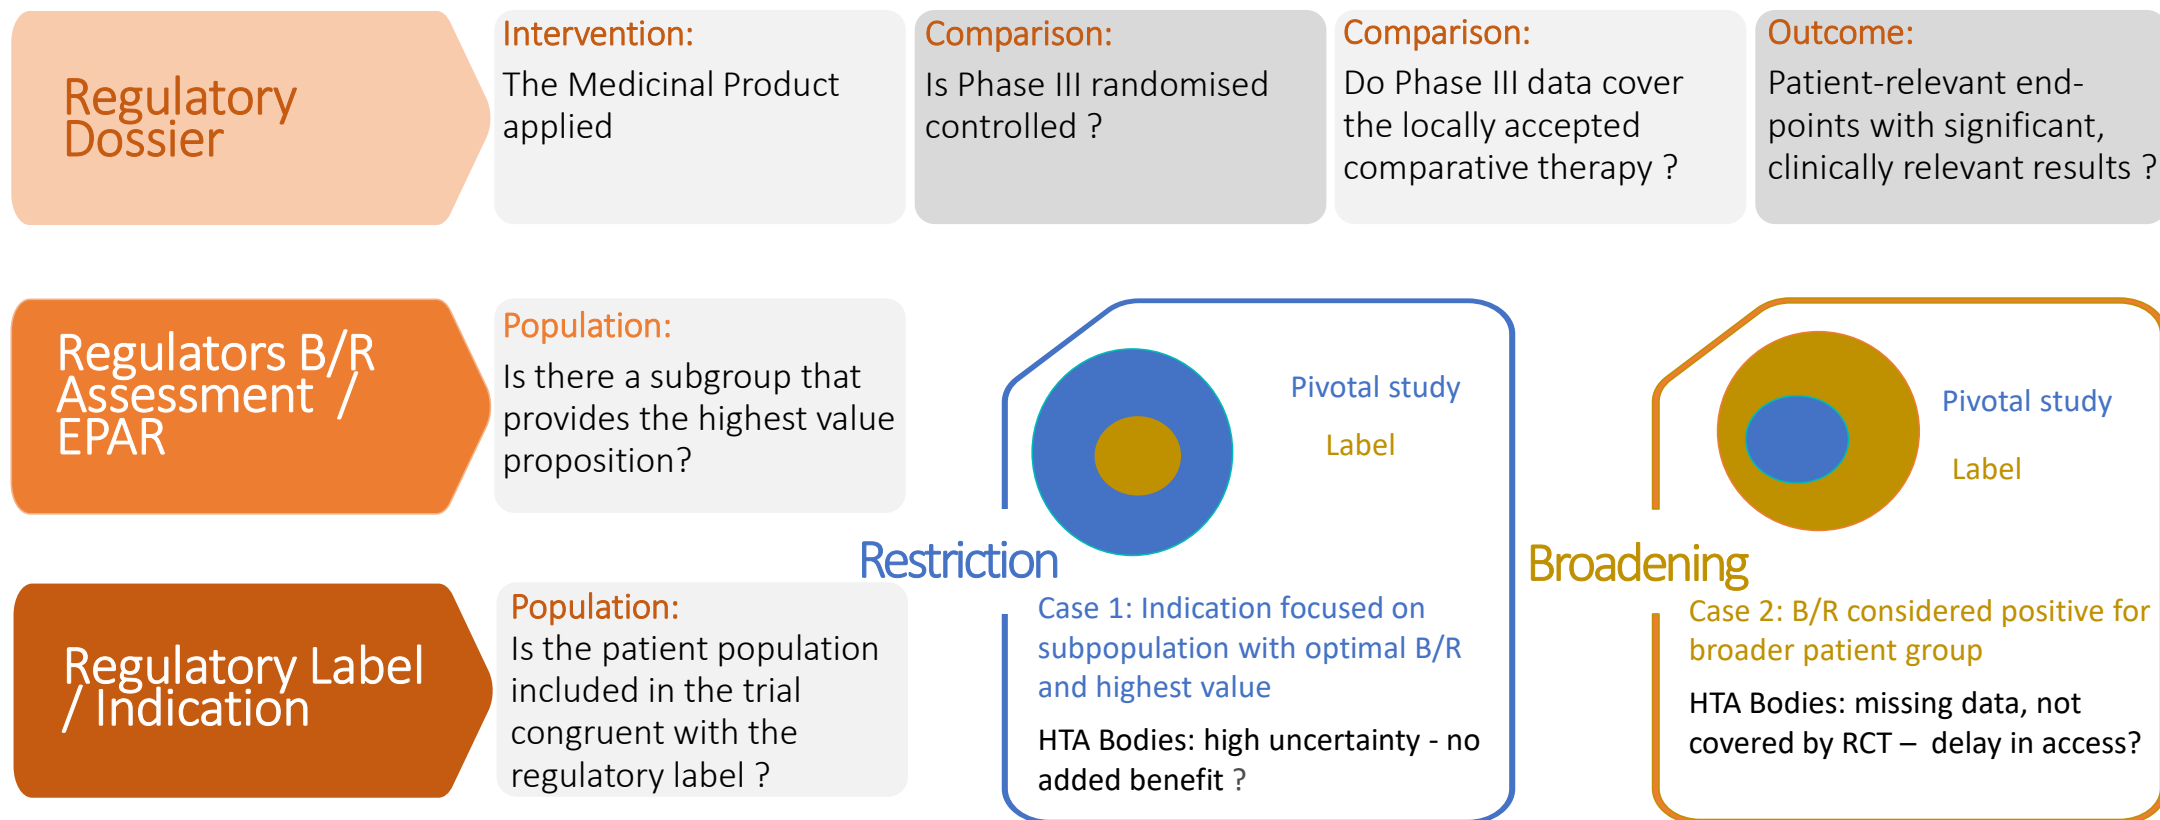 Regulatory
Dossier
Intervention:
The Medicinal Product
applied
Comparison:
Is Phase III randomised
controlled ?
Comparison:
Do Phase III data cover
the locally accepted
comparative therapy ?
Outcome:
Patient-relevant end-
points with significant,
clinically relevant results ?
Regulators B/R
Assessment /
EPAR
Population:
Is there a subgroup that
provides the highest value
proposition?
Pivotal study
Label
Restriction
Case 1: Indication focused on
subpopulation with optimal B/R
and highest value
HTA Bodies: high uncertainty - no
added benefit ?
Pivotal study
Label
Broadening
Case 2: B/R considered positive for
broader patient group
HTA Bodies: missing data, not
covered by RCT – delay in access?
Regulatory Label
/ Indication
Population:
Is the patient population
included in the trial
congruent with the
regulatory label ?